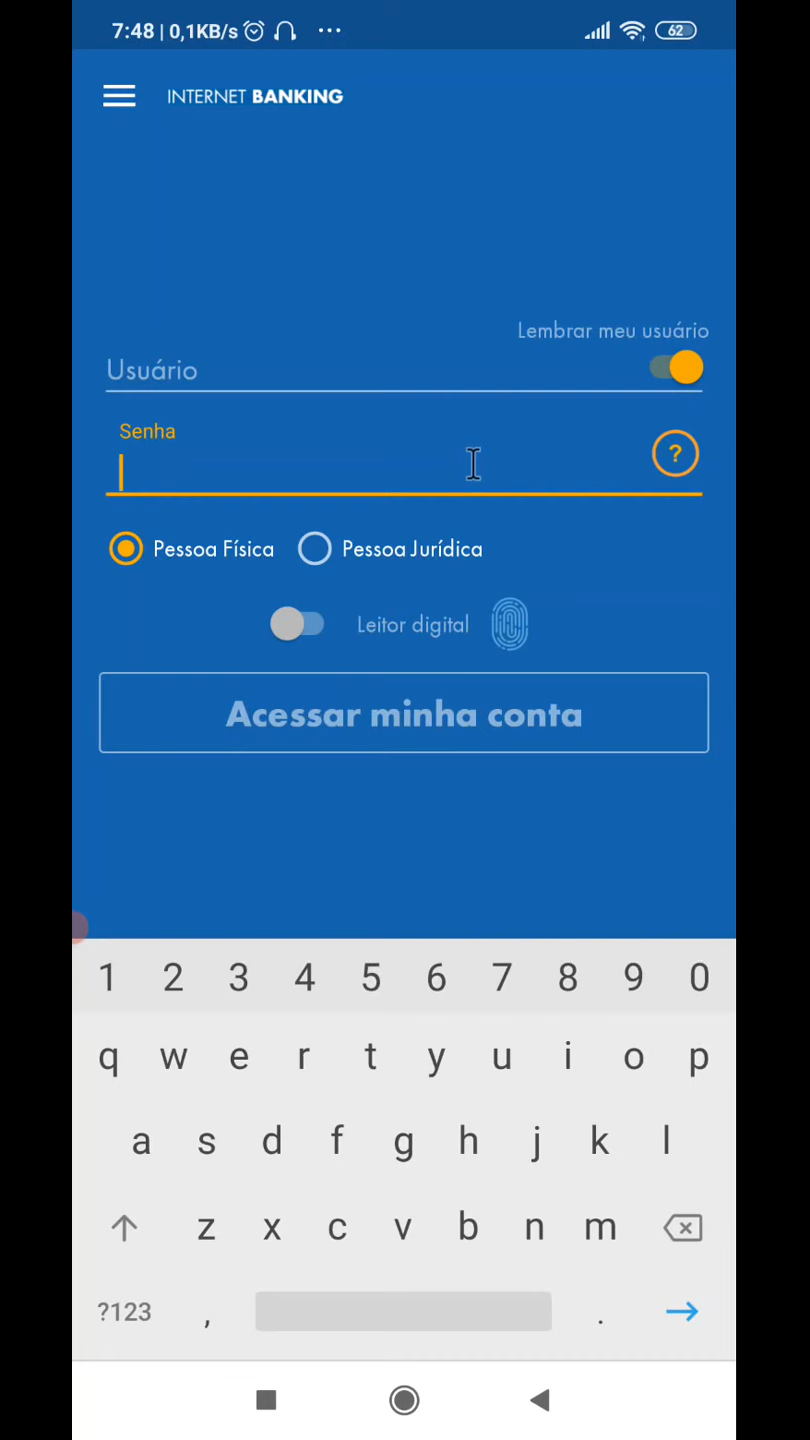 7:48 | 0,1KB/s ... 62
INTERNET BANKING
Lembrar meu usuário
Usuário
Senha
?
Pessoa Física Pessoa Jurídica
Leitor digital
Acessar minha conta
1 2 3 4 5 6 7 8 9 0
q w e r t y u i o p
a s d f g h j k l
z x c v b n m
?123 , .